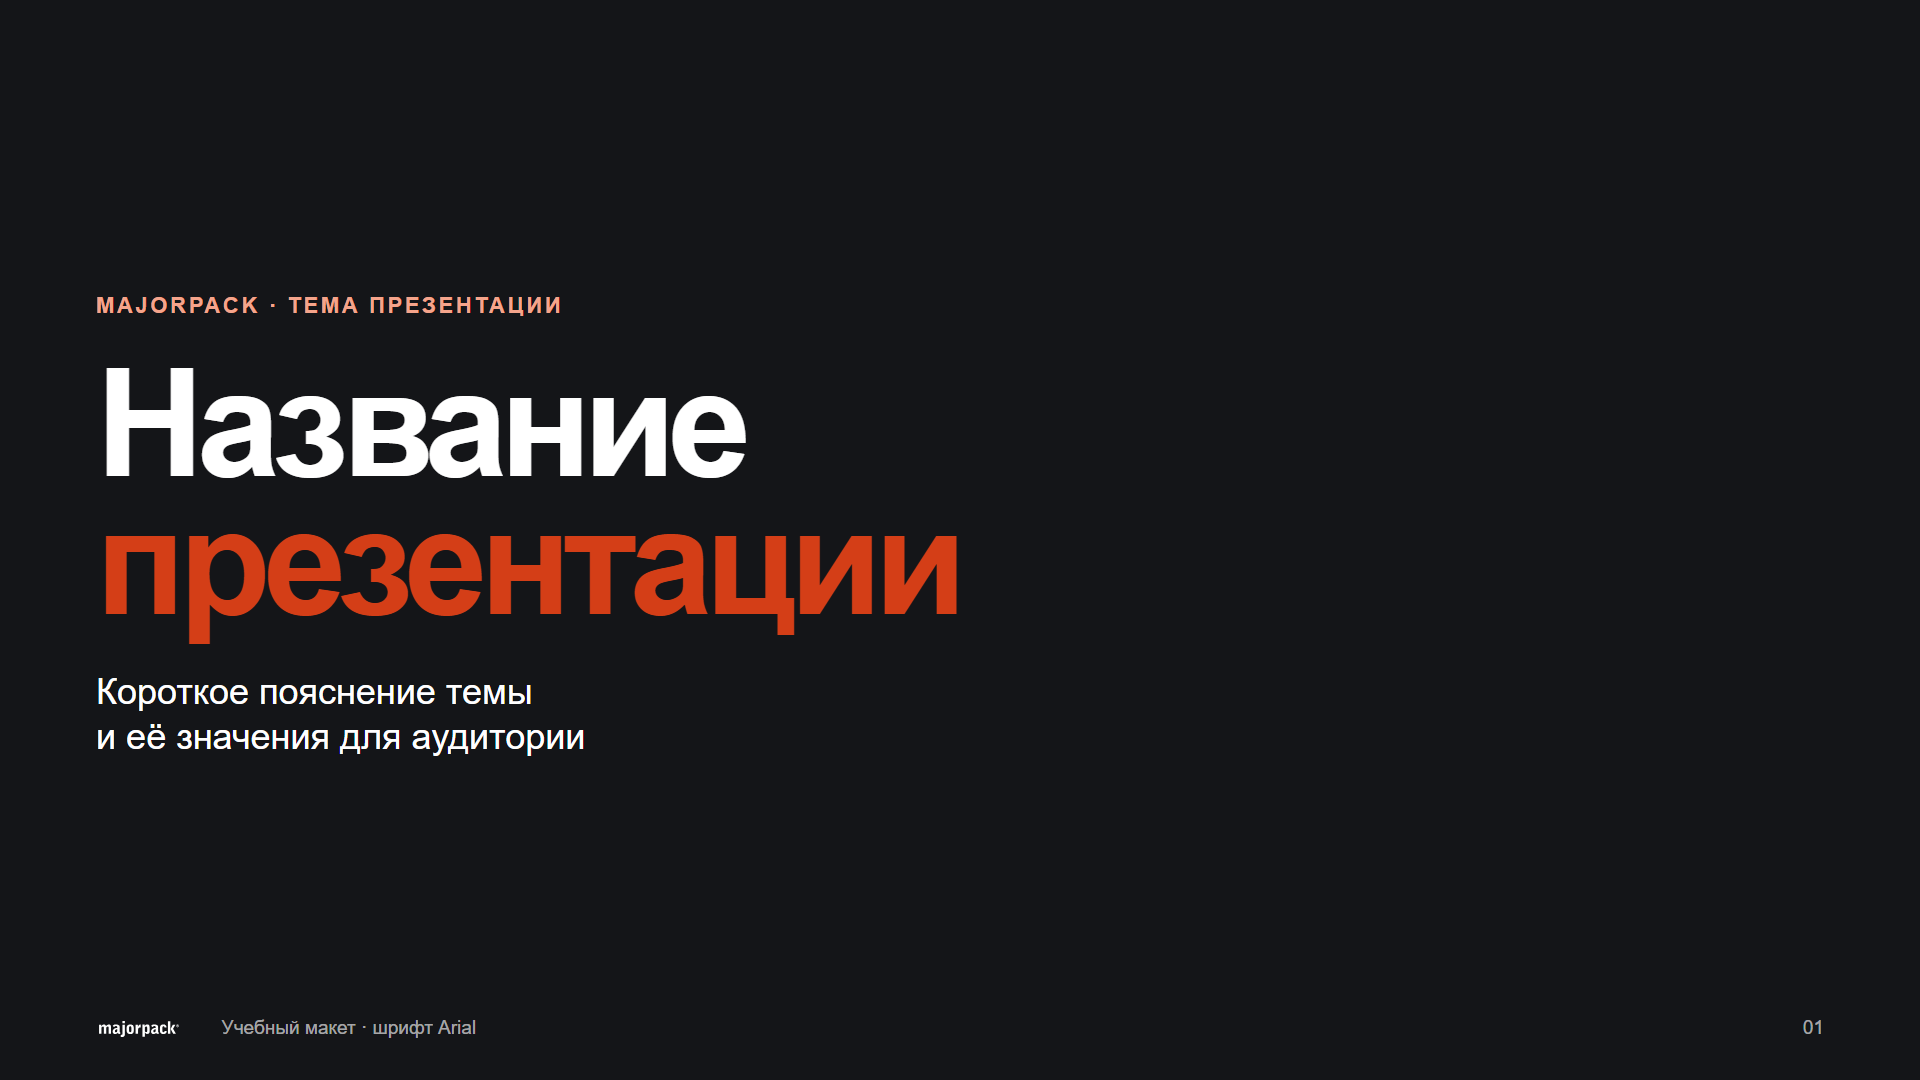 MAJORPACK · ТЕМА ПРЕЗЕНТАЦИИ
Название
презентации
Короткое пояснение темы
и её значения для аудитории
majorpack Учебный макет · шрифт Arial 01